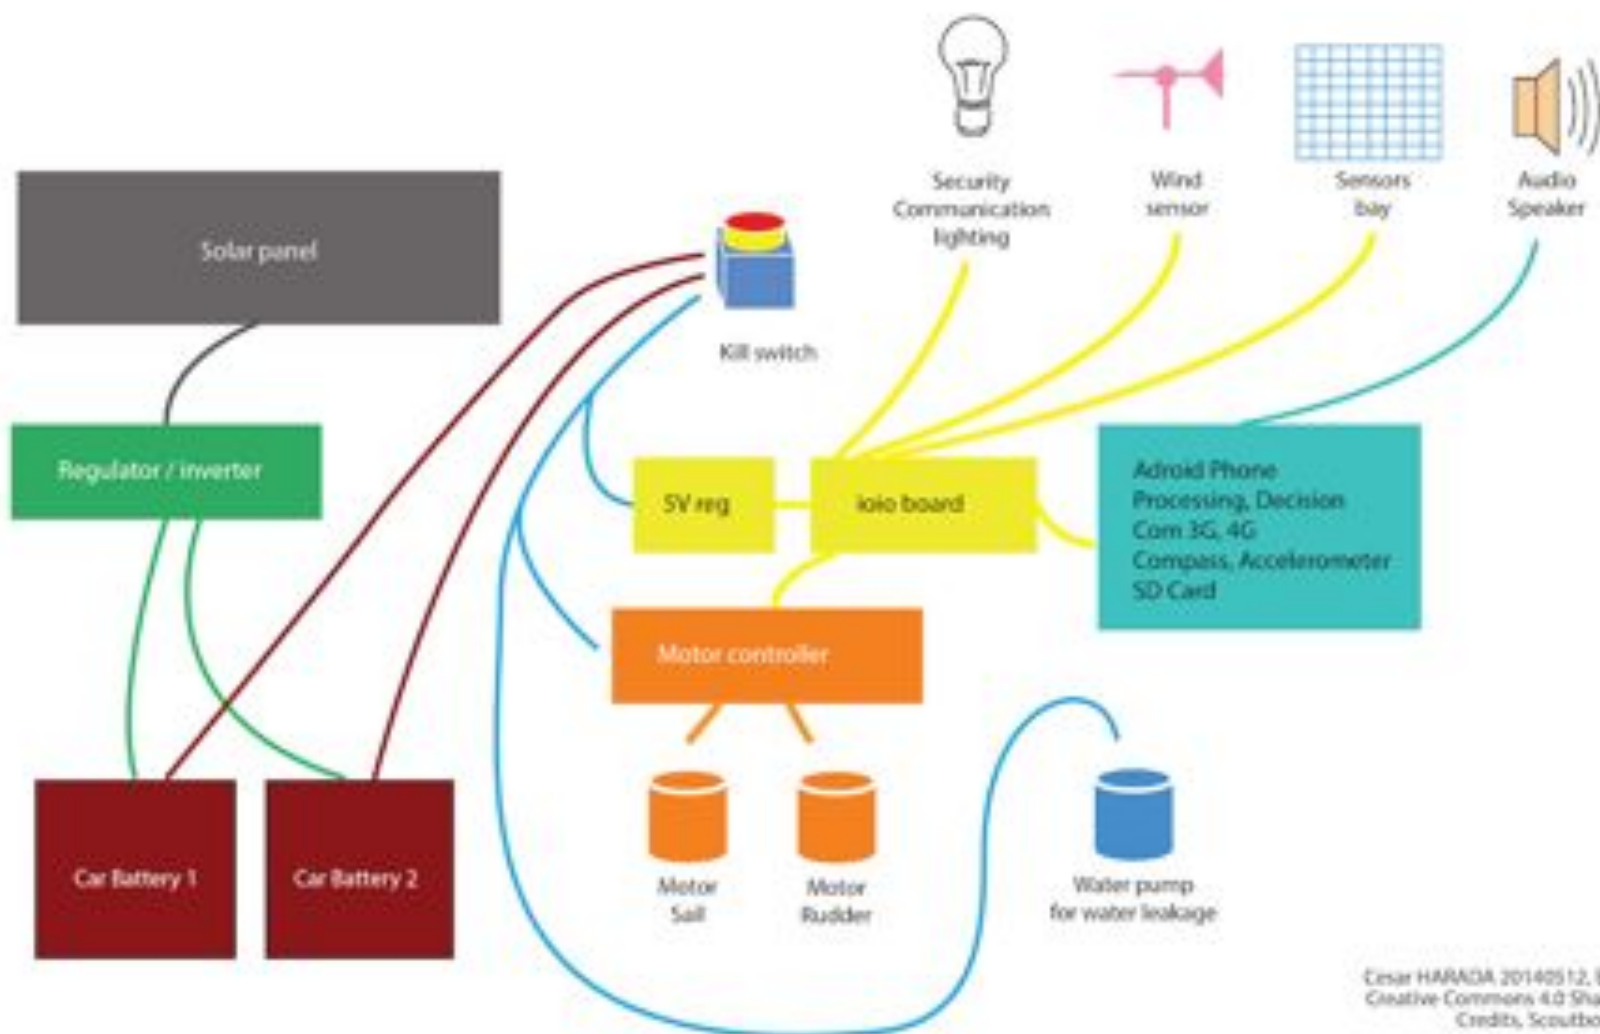 Security
Communication
lighting
Wind
sensor
Sensors
bay
Audio
Speaker
Solar panel
Kill switch
Regulator / inverter
5V reg
ioio board
Adroid Phone
Processing, Decision
Com 3G, 4G
Compass, Accelerometer
SD Card
Motor controller
Car Battery 1
Car Battery 2
Motor
Sail
Motor
Rudder
Water pump
for water leakage
Cesar HARADA 20140512,
Creative Commons 4.0
Credits,